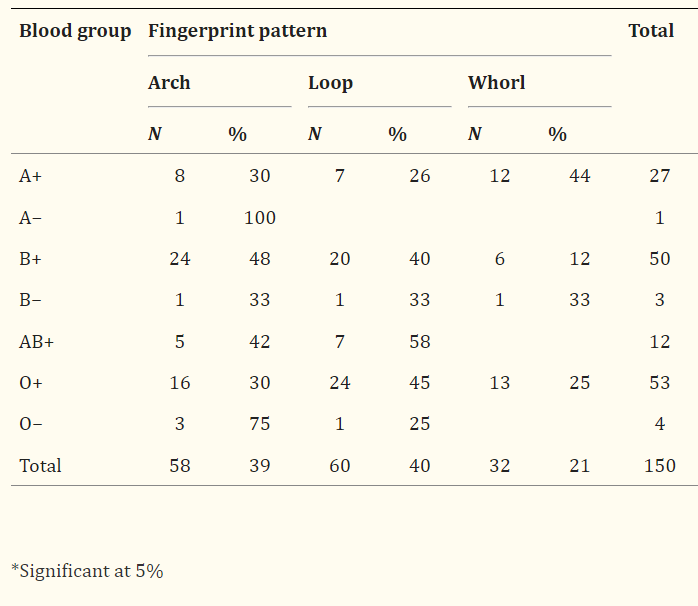 Blood group Fingerprint pattern Total
Arch Loop Whorl
N % N % N %
A+ 8 30 7 26 12 44 27
A− 1 100 1
B+ 24 48 20 40 6 12 50
B− 1 33 1 33 1 33 3
AB+ 5 42 7 58 12
O+ 16 30 24 45 13 25 53
O− 3 75 1 25 4
Total 58 39 60 40 32 21 150
*Significant at 5%